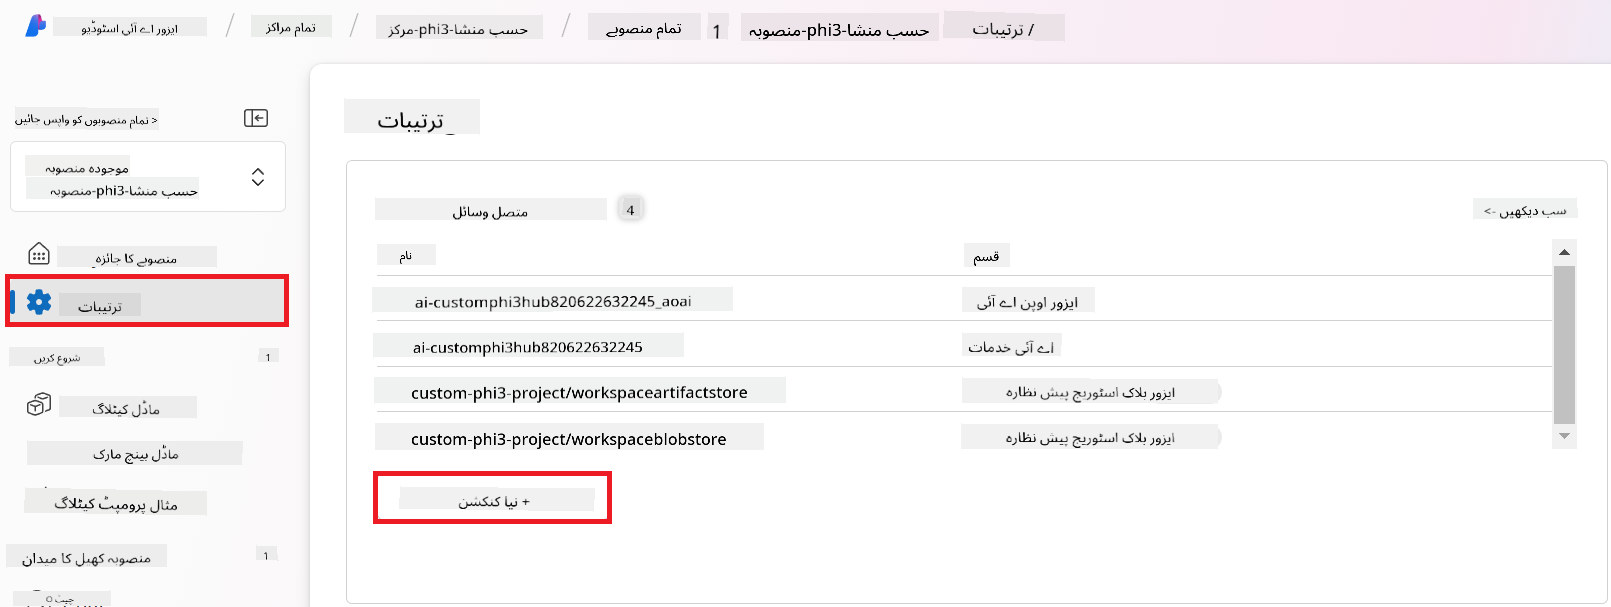 ایزور اے آئی اسٹوڈیو / تمام مراکز / حسب منشا-phi3-مرکز / تمام منصوبے 1 حسب منشا-phi3-منصوبہ / ترتیبات
< تمام منصوبوں کو واپس جائیں
موجودہ منصوبہ
حسب منشا-phi3-منصوبہ
منصوبے کا جائزہ
ترتیبات
شروع کریں 1
ماڈل کیٹلاگ
ماڈل بینچ مارک
مثال پرومپٹ کیٹلاگ
منصوبہ کھیل کا میدان 1
چیٹ
ترتیبات
متصل وسائل 4
سب دیکھیں ->
نام قسم
ai-customphi3hub820622632245_aoai ایزور اوپن اے آئی
ai-customphi3hub820622632245 اے آئی خدمات
custom-phi3-project/workspaceartifactstore ایزور بلاک اسٹوریج پیش نظارہ
custom-phi3-project/workspaceblobstore ایزور بلاک اسٹوریج پیش نظارہ
+ نیا کنکشن